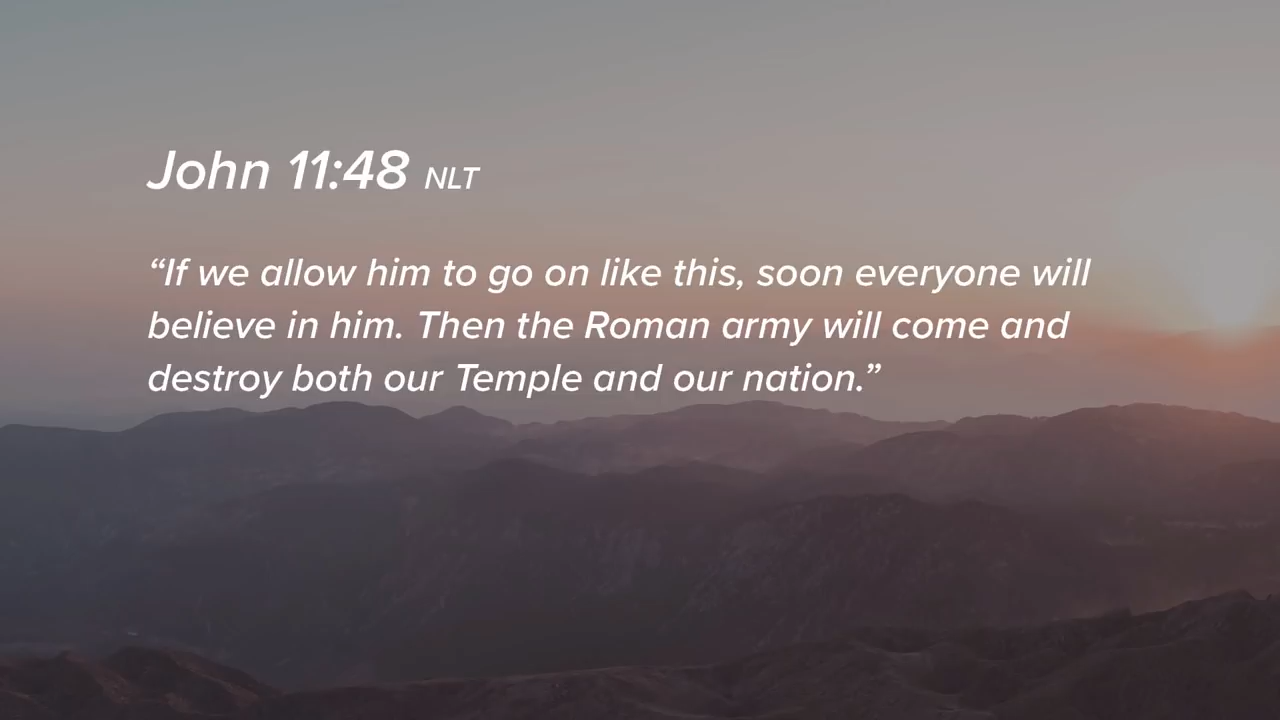 John 11:48 NLT
“If we allow him to go on like this, soon everyone will
believe in him. Then the Roman army will come and
destroy both our Temple and our nation.”